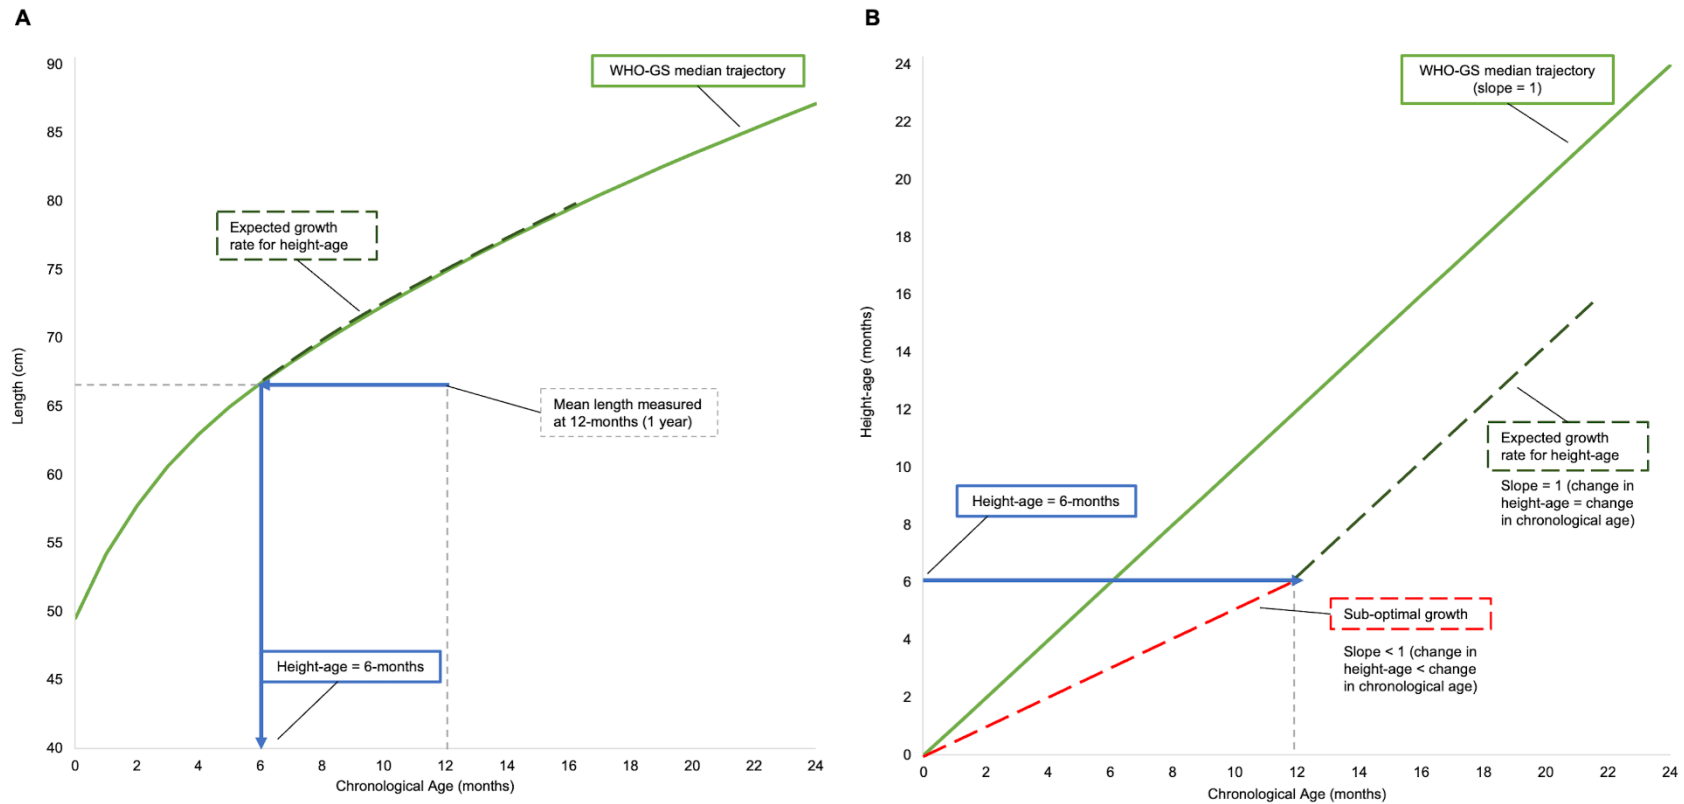 A
90
85
80
75
70
65
60
55
50
45
40
Length (cm)
WHO-GS median trajectory
Expected growth
rate for height-age
Mean length measured
at 12-months (1 year)
Height-age = 6-months
0 2 4 6 8 10 12 14 16 18 20 22 24
Chronological Age (months)
B
24
22
20
18
16
14
12
10
8
6
4
2
0
Height-age (months)
WHO-GS median trajectory
(slope = 1)
Expected growth
rate for height-age
Slope = 1 (change in
height-age = change
in chronological age)
Height-age = 6-months
Sub-optimal growth
Slope < 1 (change in
height-age < change
in chronological age)
0 2 4 6 8 10 12 14 16 18 20 22 24
Chronological Age (months)